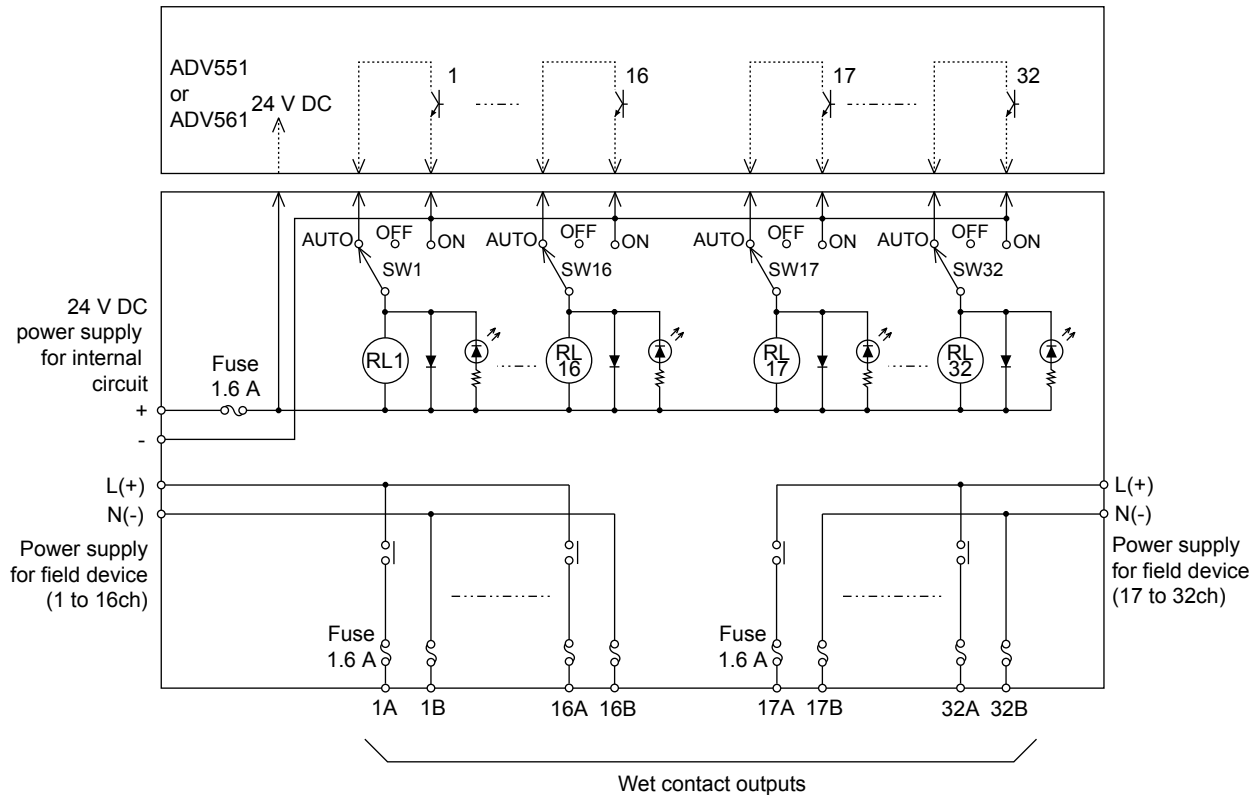 ADV551
or
ADV561
24 V DC
1
16
17
32
AUTO
OFF
ON
SW1
AUTO
OFF
ON
SW16
AUTO
OFF
ON
SW17
AUTO
OFF
ON
SW32
24 V DC
power supply
for internal
circuit
Fuse
1.6 A
RL1
RL
16
RL
17
RL
32
+
-
L(+)
N(-)
Power supply
for field device
(1 to 16ch)
L(+)
N(-)
Power supply
for field device
(17 to 32ch)
Fuse
1.6 A
Fuse
1.6 A
1A 1B 16A 16B 17A 17B 32A 32B
Wet contact outputs